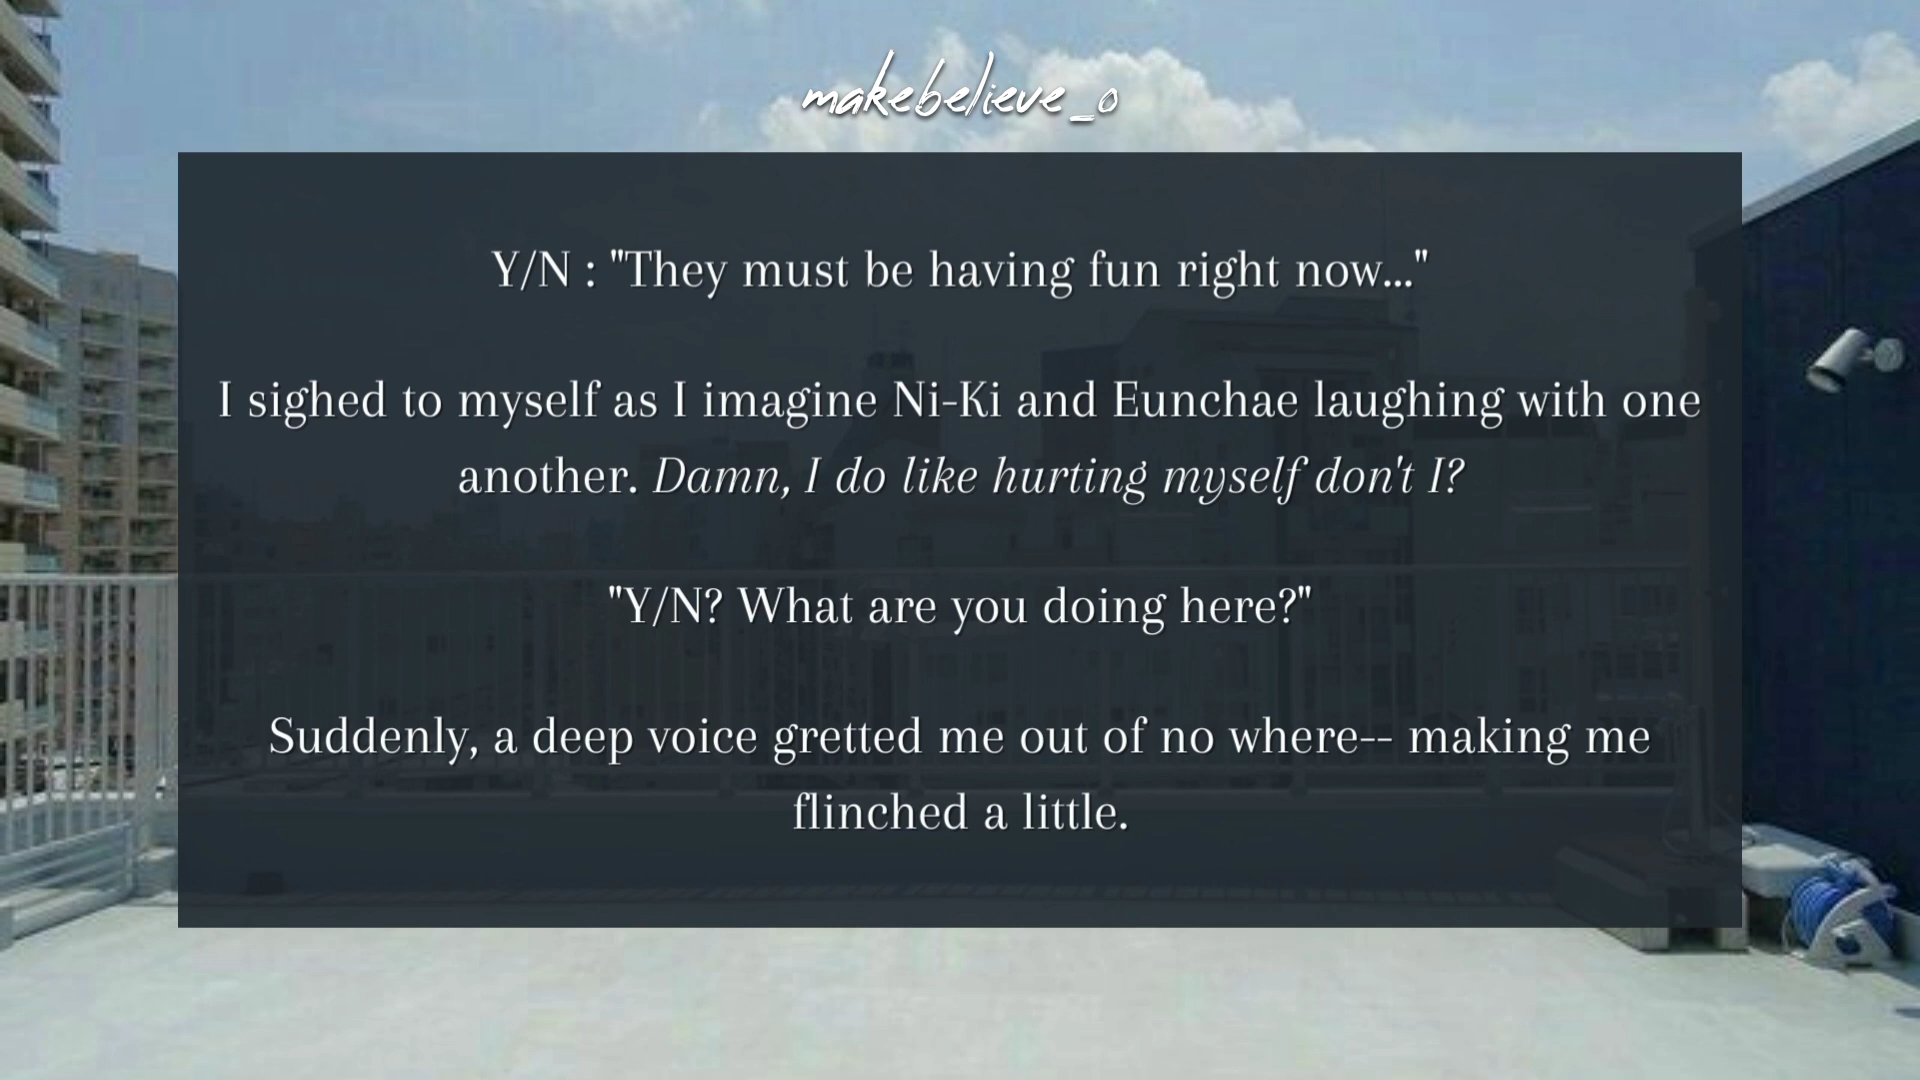 makebelieve_o
Y/N : "They must be having fun right now..."
I sighed to myself as I imagine Ni-Ki and Eunchae laughing with one
another. Damn, I do like hurting myself don't I?
"Y/N? What are you doing here?"
Suddenly, a deep voice gretted me out of no where-- making me
flinched a little.